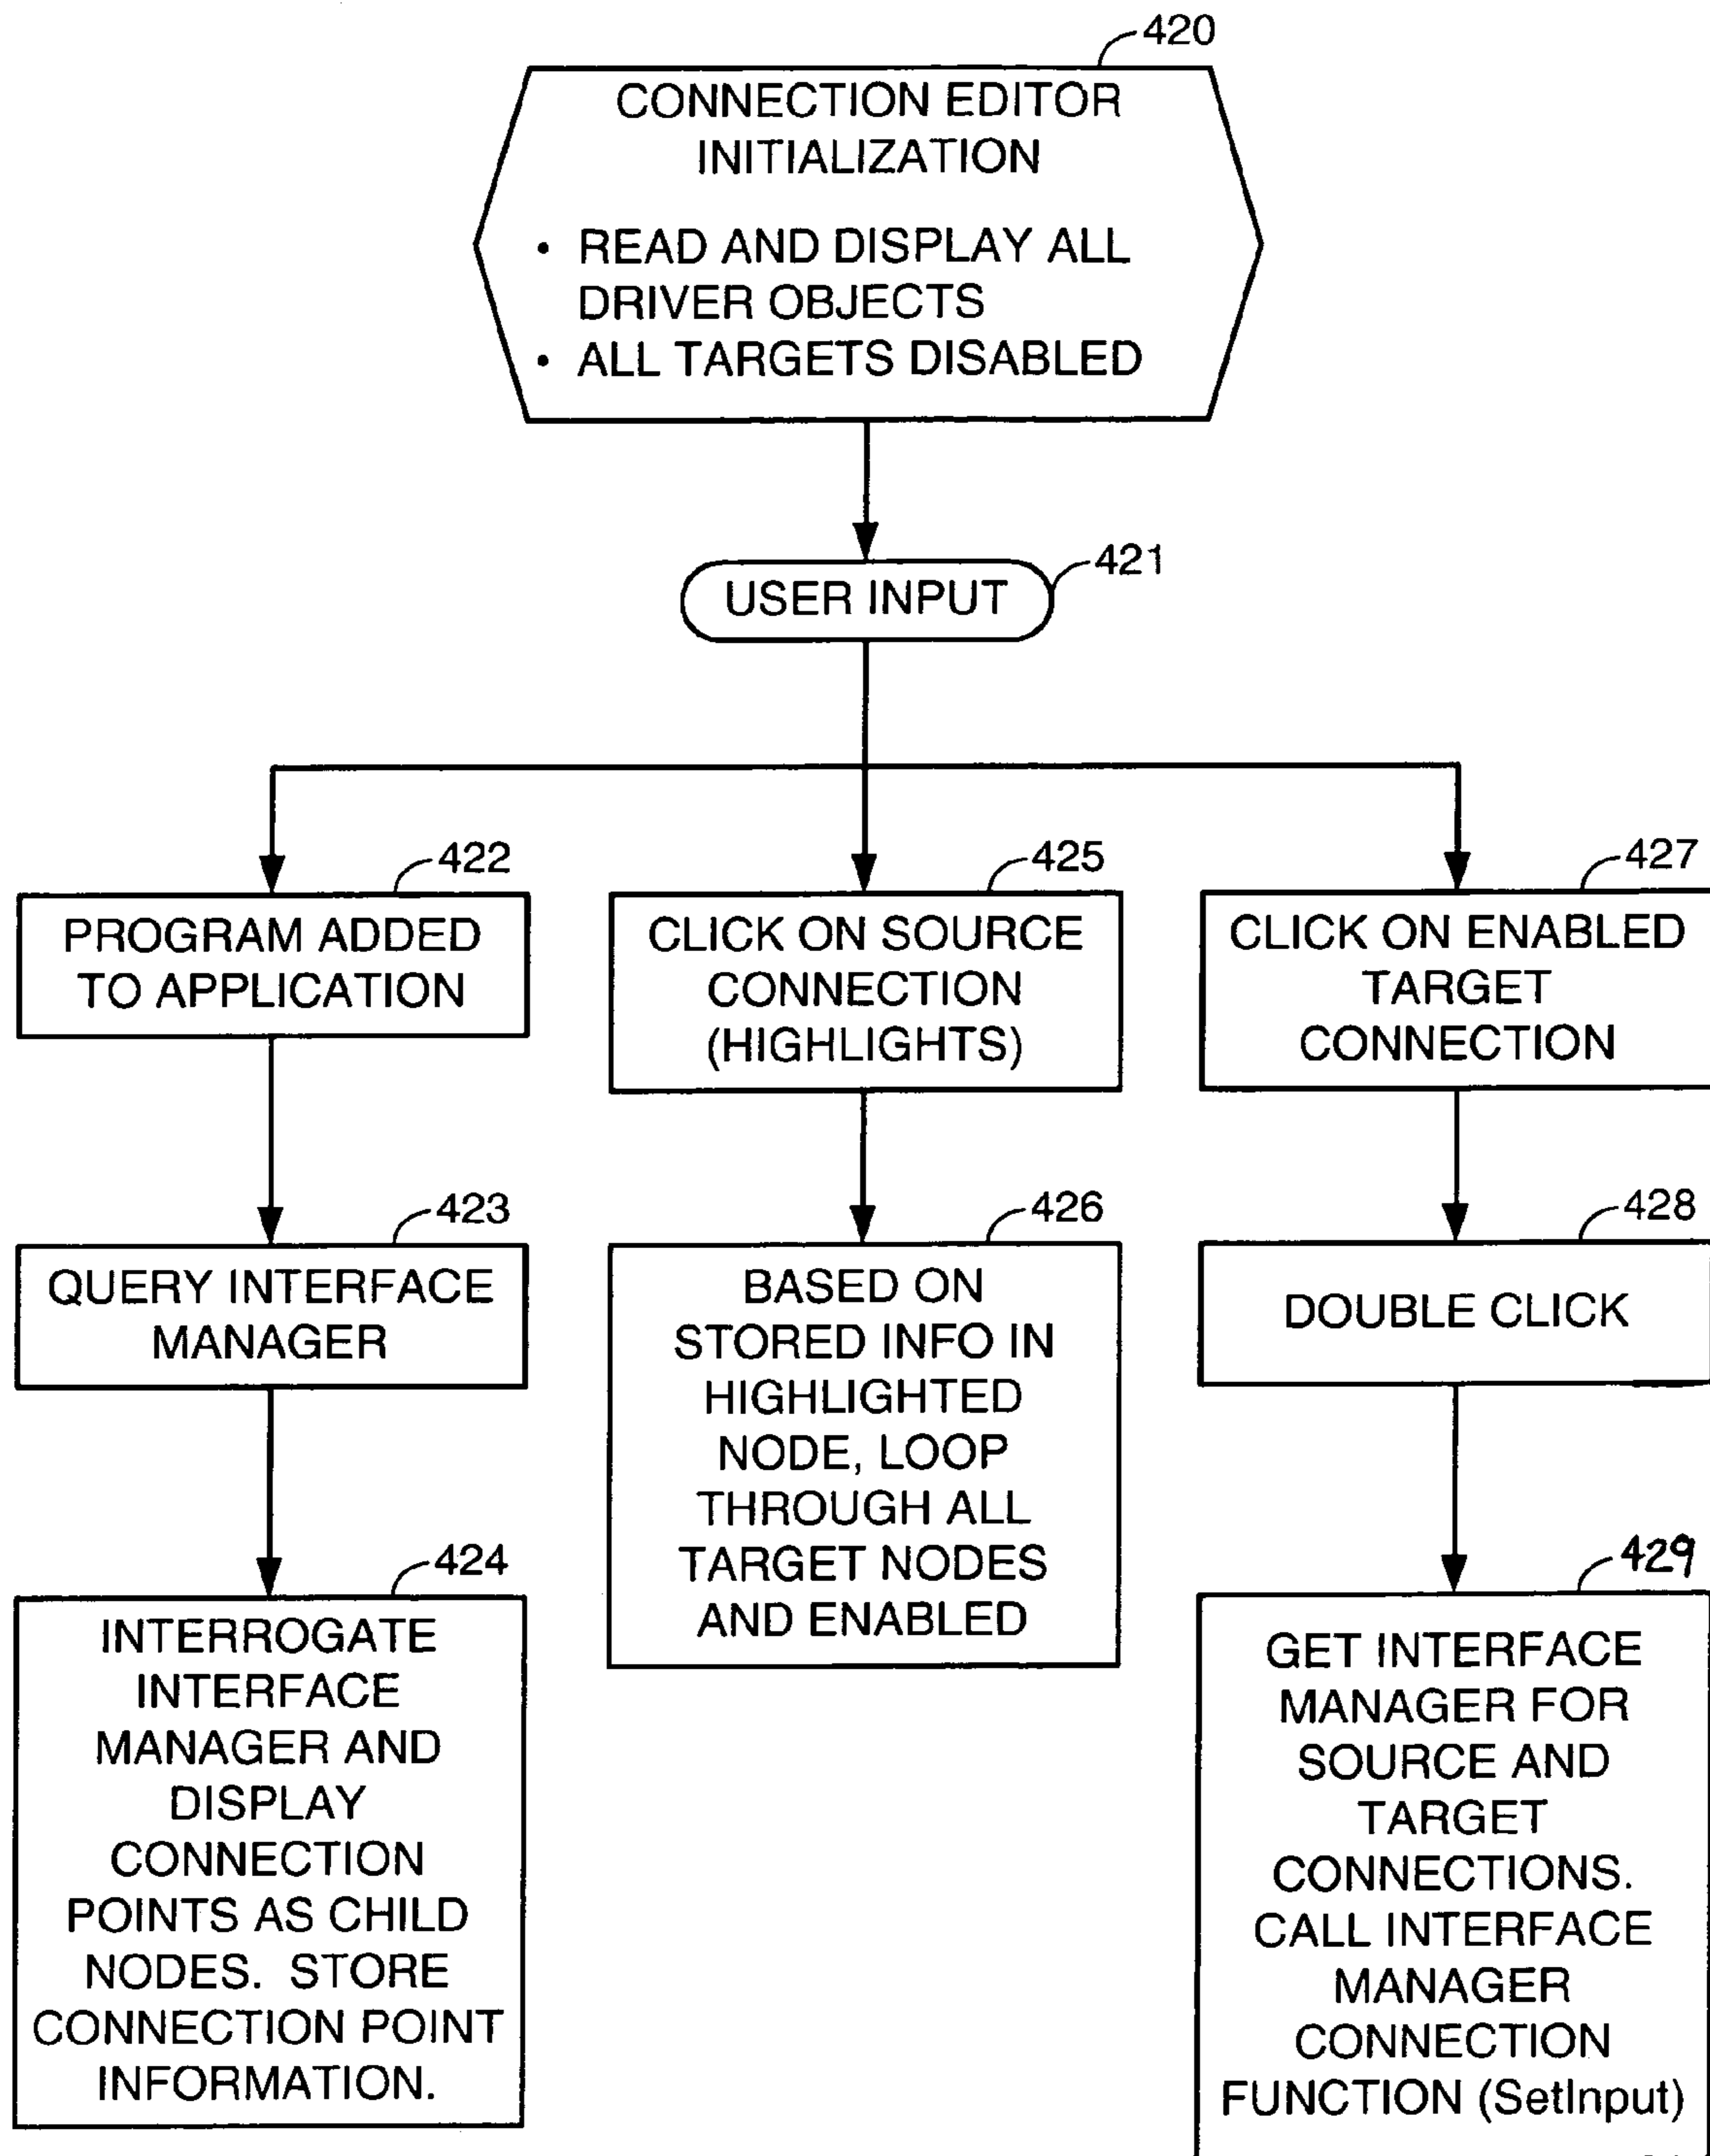 420
CONNECTION EDITOR
INITIALIZATION
• READ AND DISPLAY ALL
DRIVER OBJECTS
• ALL TARGETS DISABLED
421
USER INPUT
422
PROGRAM ADDED
TO APPLICATION
423
QUERY INTERFACE
MANAGER
424
INTERROGATE
INTERFACE
MANAGER AND
DISPLAY
CONNECTION
POINTS AS CHILD
NODES. STORE
CONNECTION POINT
INFORMATION.
425
CLICK ON SOURCE
CONNECTION
(HIGHLIGHTS)
426
BASED ON
STORED INFO IN
HIGHLIGHTED
NODE, LOOP
THROUGH ALL
TARGET NODES
AND ENABLED
427
CLICK ON ENABLED
TARGET
CONNECTION
428
DOUBLE CLICK
429
GET INTERFACE
MANAGER FOR
SOURCE AND
TARGET
CONNECTIONS.
CALL INTERFACE
MANAGER
CONNECTION
FUNCTION (SetInput)